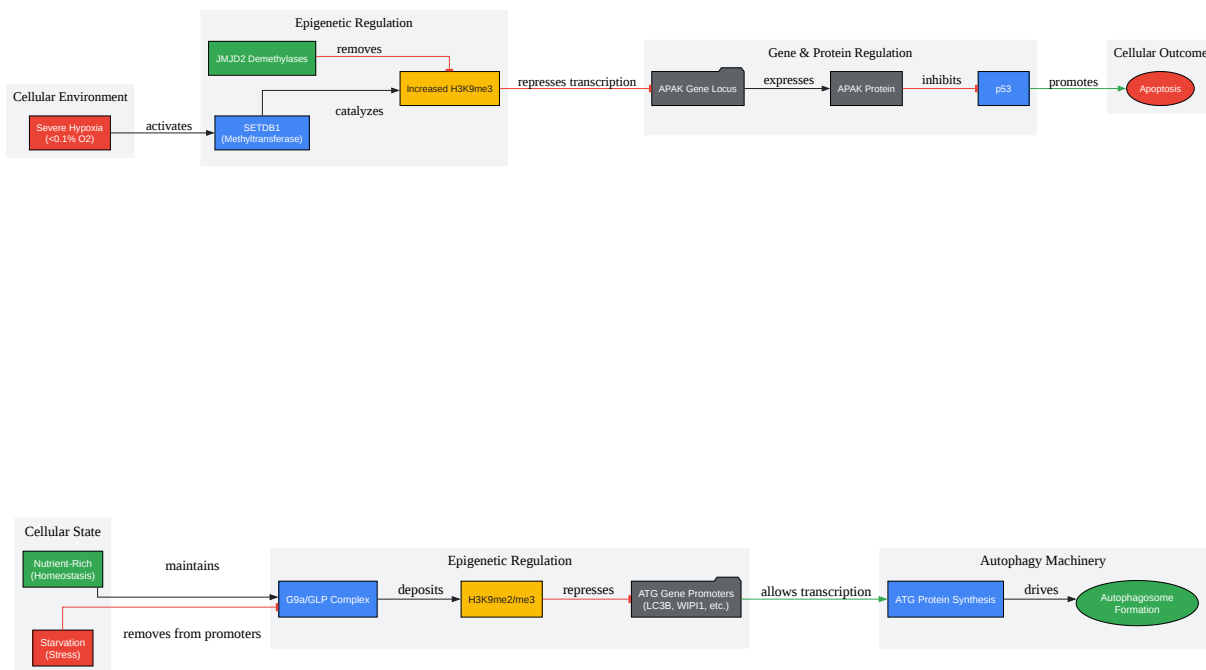 Epigenetic Regulation
JMJD2 Demethylases
removes
Increased H3K9me3
catalyzes
SETDB1
(Methyltransferase)
Cellular Environment
Severe Hypoxia
(<0.1% O2)
activates
represses transcription
Gene & Protein Regulation
APAK Gene Locus
expresses
APAK Protein
inhibits
p53
promotes
Cellular Outcome
Apoptosis
Cellular State
Nutrient-Rich
(Homeostasis)
maintains
Starvation
(Stress)
removes from promoters
Epigenetic Regulation
G9a/GLP Complex
deposits
H3K9me2/me3
represses
ATG Gene Promoters
(LC3B, WIPI1, etc.)
allows transcription
Autophagy Machinery
ATG Protein Synthesis
drives
Autophagosome
Formation